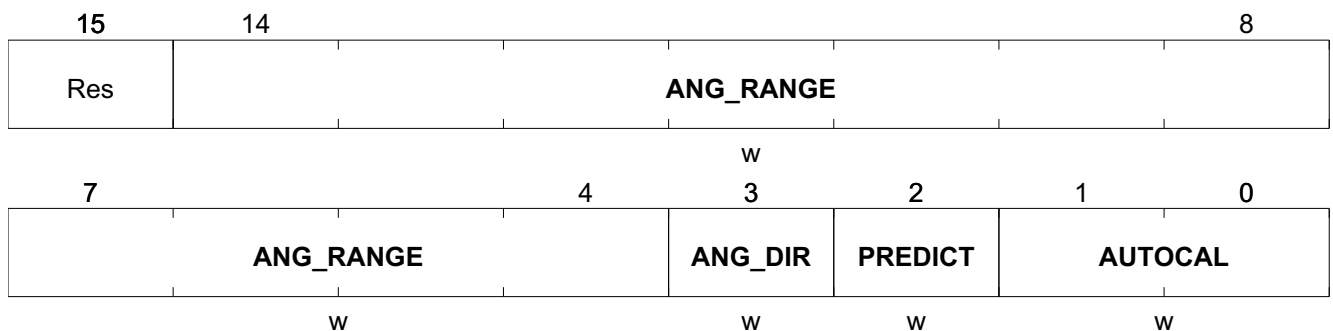 15 14 8
Res ANG_RANGE
w
7 4 3 2 1 0
ANG_RANGE ANG_DIR PREDICT AUTOCAL
w w w w